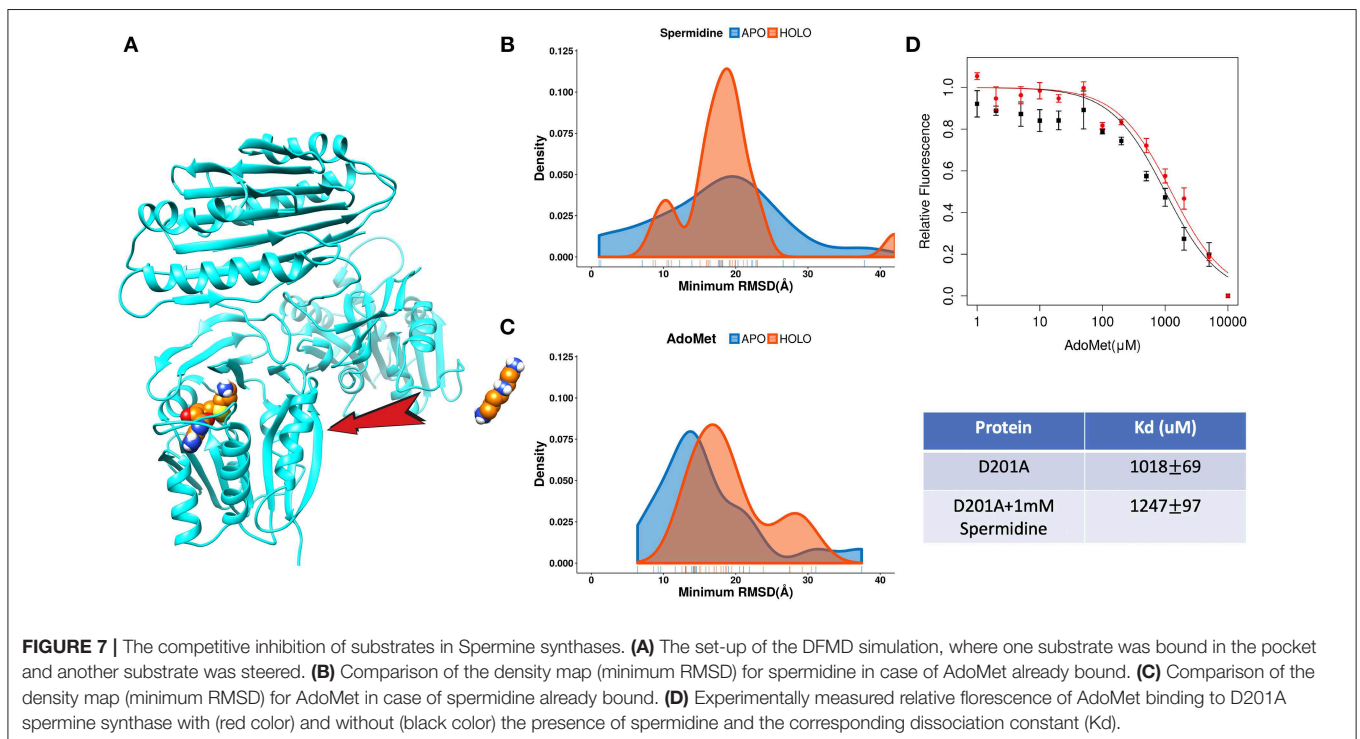 A
B
Spermidine APO HOLO
0.125
0.100
0.075
0.050
0.025
0.000
Density
0 10 20 30 40
Minimum RMSD(Å)
C
AdoMet APO HOLO
0.125
0.100
0.075
0.050
0.025
0.000
Density
0 10 20 30 40
Minimum RMSD(Å)
D
1.0
0.8
0.6
0.4
0.2
0.0
Relative Fluorescence
1 10 100 1000 10000
AdoMet(µM)
Protein Kd (uM)
D201A 1018±69
D201A+1mM 1247±97
Spermidine
FIGURE 7 | The competitive inhibition of substrates in Spermine synthases. (A) The set-up of the DFMD simulation, where one substrate was bound in the pocket
and another substrate was steered. (B) Comparison of the density map (minimum RMSD) for spermidine in case of AdoMet already bound. (C) Comparison of the
density map (minimum RMSD) for AdoMet in case of spermidine already bound. (D) Experimentally measured relative florescence of AdoMet binding to D201A
spermine synthase with (red color) and without (black color) the presence of spermidine and the corresponding dissociation constant (Kd).